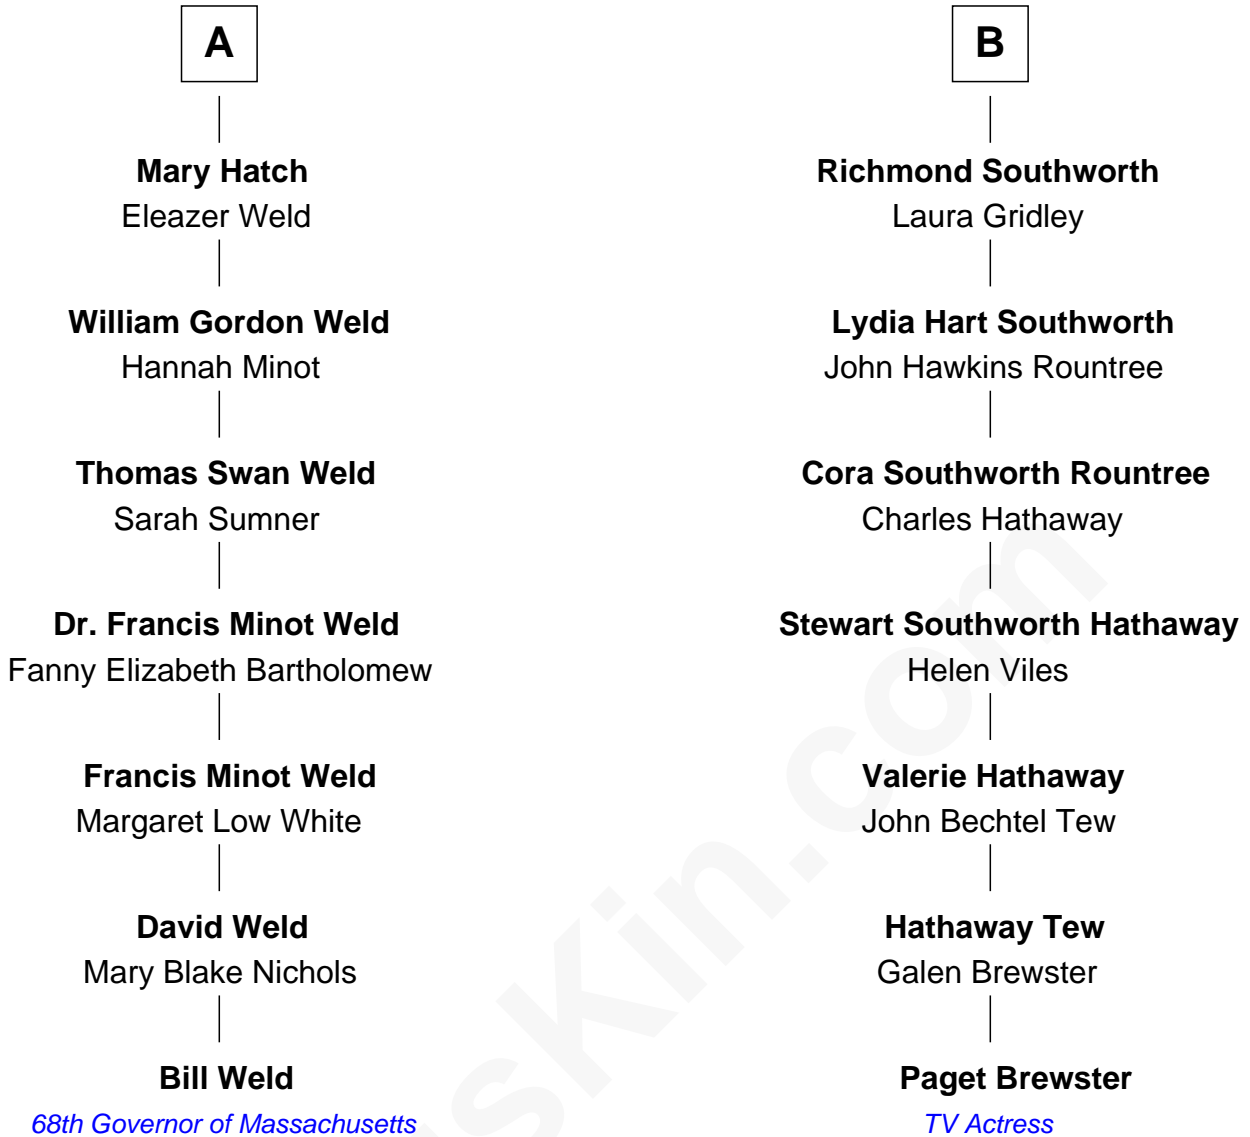 A
Mary Hatch
Eleazer Weld
William Gordon Weld
Hannah Minot
Thomas Swan Weld
Sarah Sumner
Dr. Francis Minot Weld
Fanny Elizabeth Bartholomew
Francis Minot Weld
Margaret Low White
David Weld
Mary Blake Nichols
Bill Weld
68th Governor of Massachusetts
B
Richmond Southworth
Laura Gridley
Lydia Hart Southworth
John Hawkins Rountree
Cora Southworth Rountree
Charles Hathaway
Stewart Southworth Hathaway
Helen Viles
Valerie Hathaway
John Bechtel Tew
Hathaway Tew
Galen Brewster
Paget Brewster
TV Actress
sKin.com